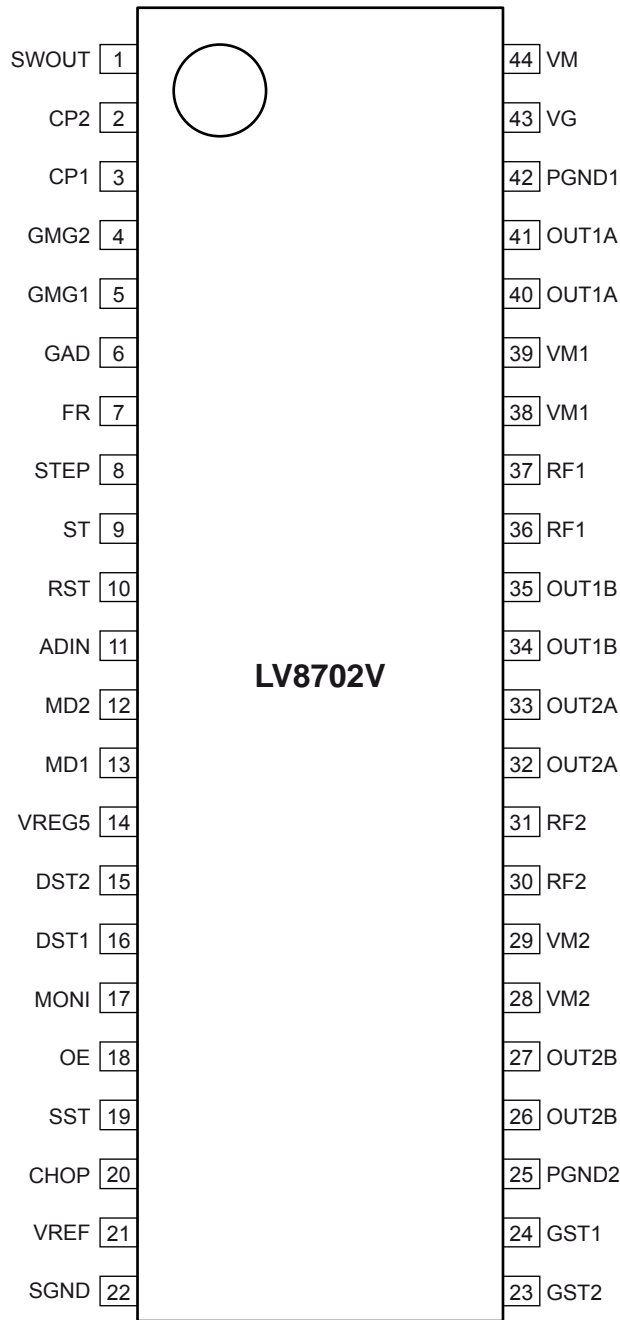 SWOUT 1 44 VM
CP2 2 43 VG
CP1 3 42 PGND1
GMG2 4 41 OUT1A
GMG1 5 40 OUT1A
GAD 6 39 VM1
FR 7 38 VM1
STEP 8 37 RF1
ST 9 36 RF1
RST 10 35 OUT1B
ADIN 11 34 OUT1B
LV8702V
MD2 12 33 OUT2A
MD1 13 32 OUT2A
VREG5 14 31 RF2
DST2 15 30 RF2
DST1 16 29 VM2
MONI 17 28 VM2
OE 18 27 OUT2B
SST 19 26 OUT2B
CHOP 20 25 PGND2
VREF 21 24 GST1
SGND 22 23 GST2